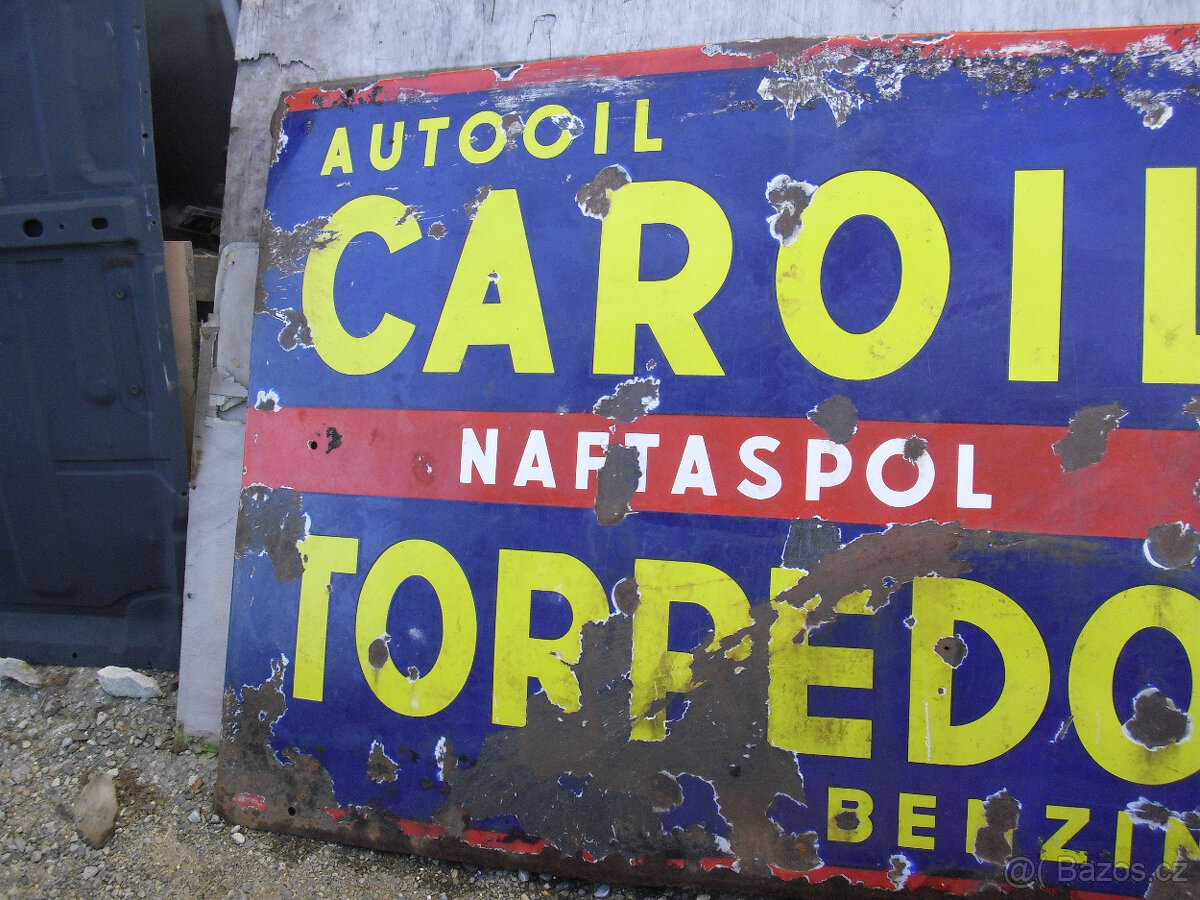 AUTOOIL
CAROIL
NAFTASPOL
TORPEDO
BENZIN
@Bazos.cz